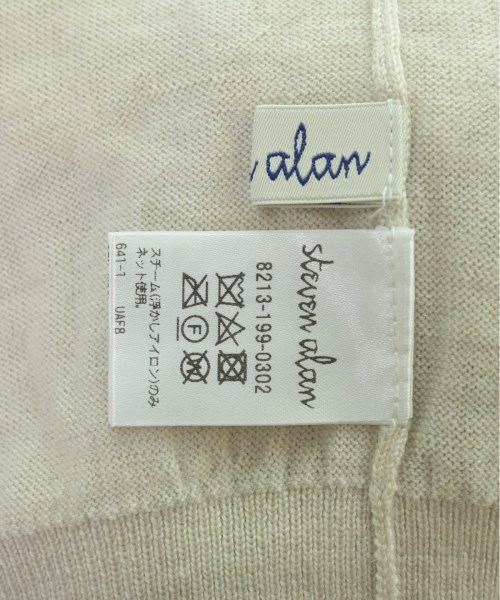 alan
steven alan
8213-199-0302
F
W
スチーム(浮かしアイロン)のみ
ネット使用。
641-1 UAF8